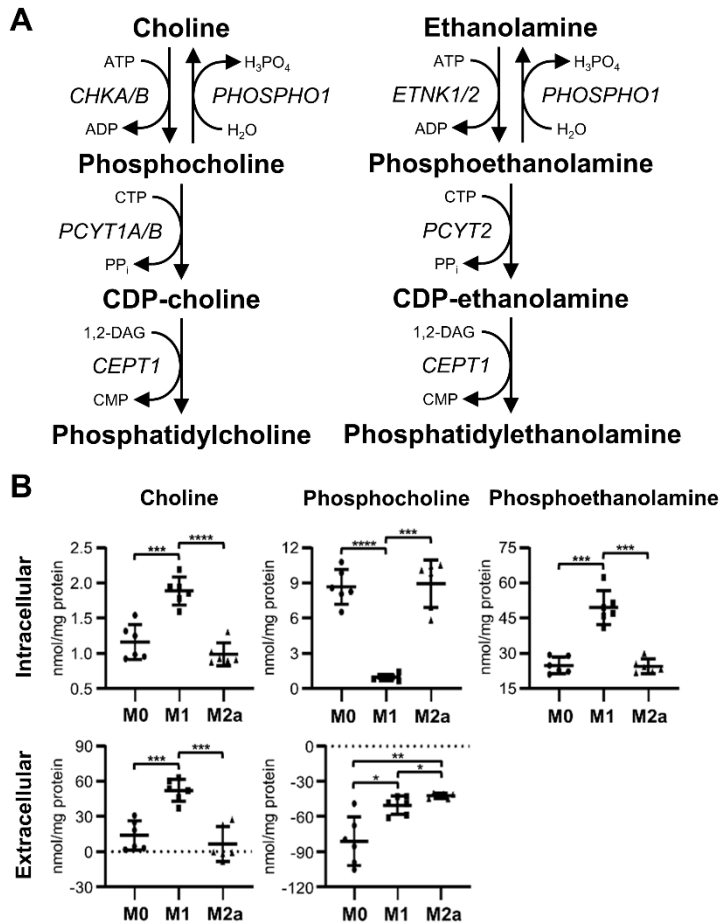 A
Choline
Ethanolamine
ATP
H₃PO₄
ATP
H₃PO₄
CHKA/B
PHOSPHO1
ETNK1/2
PHOSPHO1
ADP
H₂O
ADP
H₂O
Phosphocholine
Phosphoethanolamine
CTP
CTP
PCYT1A/B
PCYT2
PPᵢ
PPᵢ
CDP-choline
CDP-ethanolamine
1,2-DAG
1,2-DAG
CEPT1
CEPT1
CMP
CMP
Phosphatidylcholine
Phosphatidylethanolamine
B
Choline
Phosphocholine
Phosphoethanolamine
Intracellular
nmol/mg protein
2.5
2.0
1.5
1.0
0.5
*** ****
M0 M1 M2a
nmol/mg protein
12
9
6
3
0
**** ***
M0 M1 M2a
nmol/mg protein
75
60
45
30
15
*** ***
M0 M1 M2a
Extracellular
nmol/mg protein
90
60
30
0
-30
*** ***
M0 M1 M2a
nmol/mg protein
0
-30
-60
-90
-120
**
* *
M0 M1 M2a